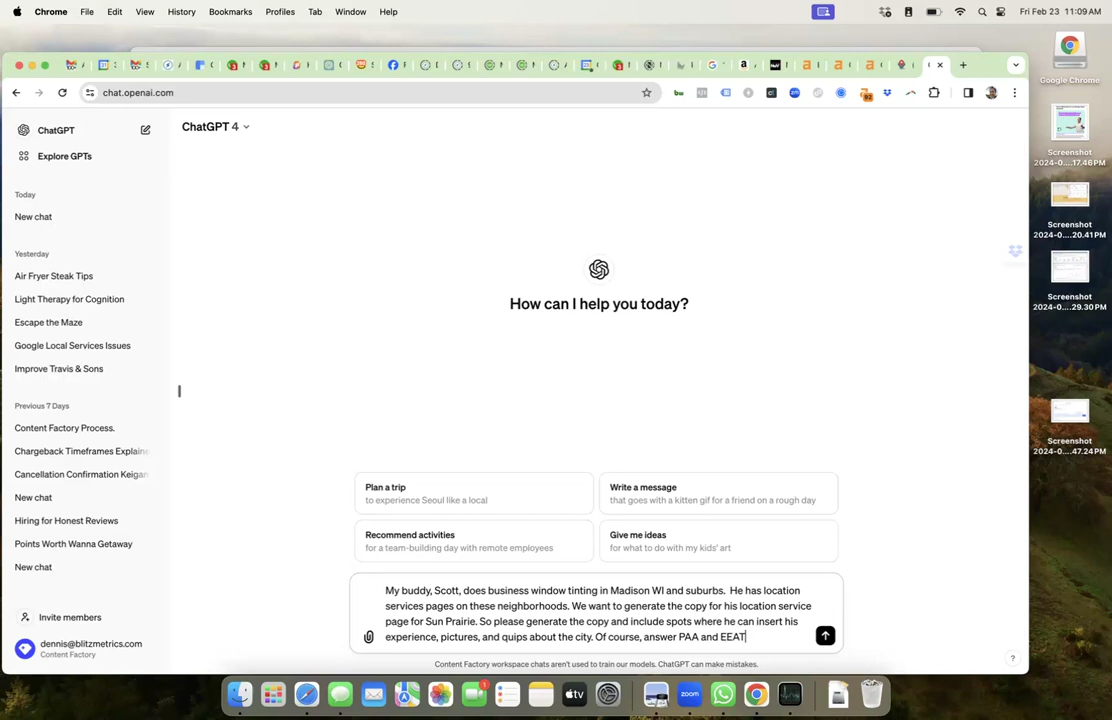 Chrome File Edit View History Bookmarks Profiles Tab Window Help
Fri Feb 23 11:09 AM
chat.openai.com
92
Google Chrome
Screenshot
2024-0....17.46 PM
Screenshot
2024-0....20.41 PM
Screenshot
2024-0....29.30 PM
Screenshot
2024-0....47.24 PM
ChatGPT
Explore GPTs
Today
New chat
Yesterday
Air Fryer Steak Tips
Light Therapy for Cognition
Escape the Maze
Google Local Services Issues
Improve Travis & Sons
Previous 7 Days
Content Factory Process.
Chargeback Timeframes Explaine
Cancellation Confirmation Keigan
New chat
Hiring for Honest Reviews
Points Worth Wanna Getaway
New chat
Invite members
dennis@blitzmetrics.com
Content Factory
ChatGPT 4
How can I help you today?
Plan a trip
to experience Seoul like a local
Write a message
that goes with a kitten gif for a friend on a rough day
Recommend activities
for a team-building day with remote employees
Give me ideas
for what to do with my kids' art
My buddy, Scott, does business window tinting in Madison WI and suburbs. He has location
services pages on these neighborhoods. We want to generate the copy for his location service
page for Sun Prairie. So please generate the copy and include spots where he can insert his
experience, pictures, and quips about the city. Of course, answer PAA and EEAT
Content Factory workspace chats aren't used to train our models. ChatGPT can make mistakes.
?
zoom